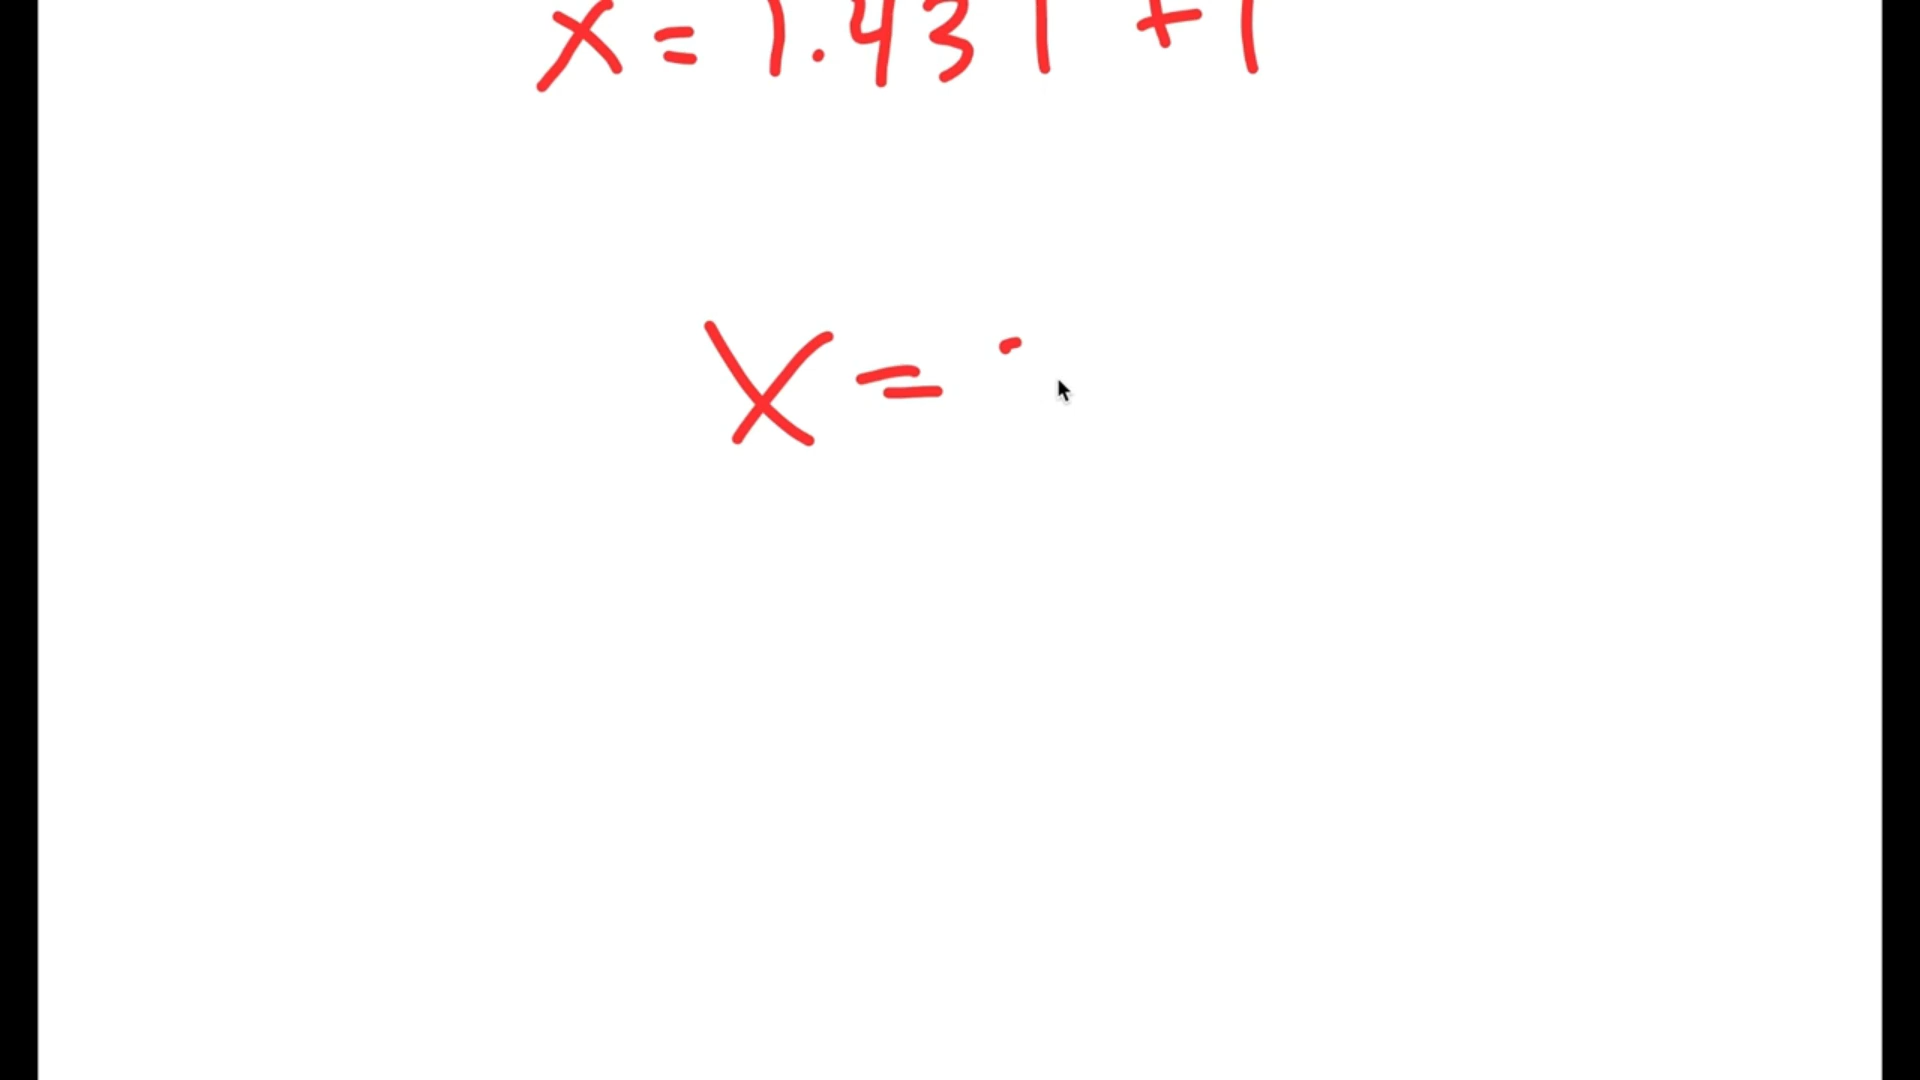 x = 1.431 + 1
x =